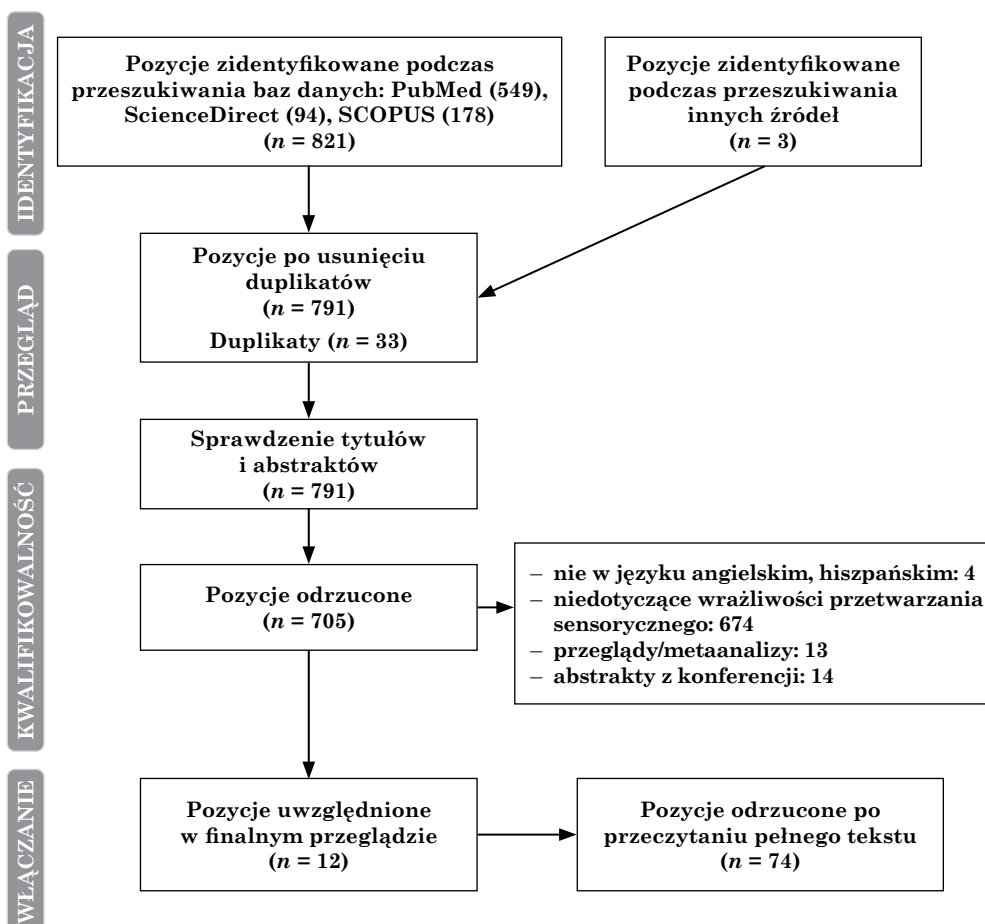 IDENTYFIKACJA
Pozycje zidentyfikowane podczas
przeszukiwania baz danych: PubMed (549),
ScienceDirect (94), SCOPUS (178)
(n = 821)
Pozycje zidentyfikowane
podczas przeszukiwania
innych źródeł
(n = 3)
PRZEGLĄD
Pozycje po usunięciu
duplikatów
(n = 791)
Duplikaty (n = 33)
Sprawdzenie tytułów
i abstraktów
(n = 791)
KWALIFIKOWALNOŚĆ
Pozycje odrzucone
(n = 705)
– nie w języku angielskim, hiszpańskim: 4
– niedotyczące wrażliwości przetwarzania
sensorycznego: 674
– przeglądy/metaanalizy: 13
– abstrakty z konferencji: 14
WŁĄCZANIE
Pozycje uwzględnione
w finalnym przeglądzie
(n = 12)
Pozycje odrzucone po
przeczytaniu pełnego tekstu
(n = 74)